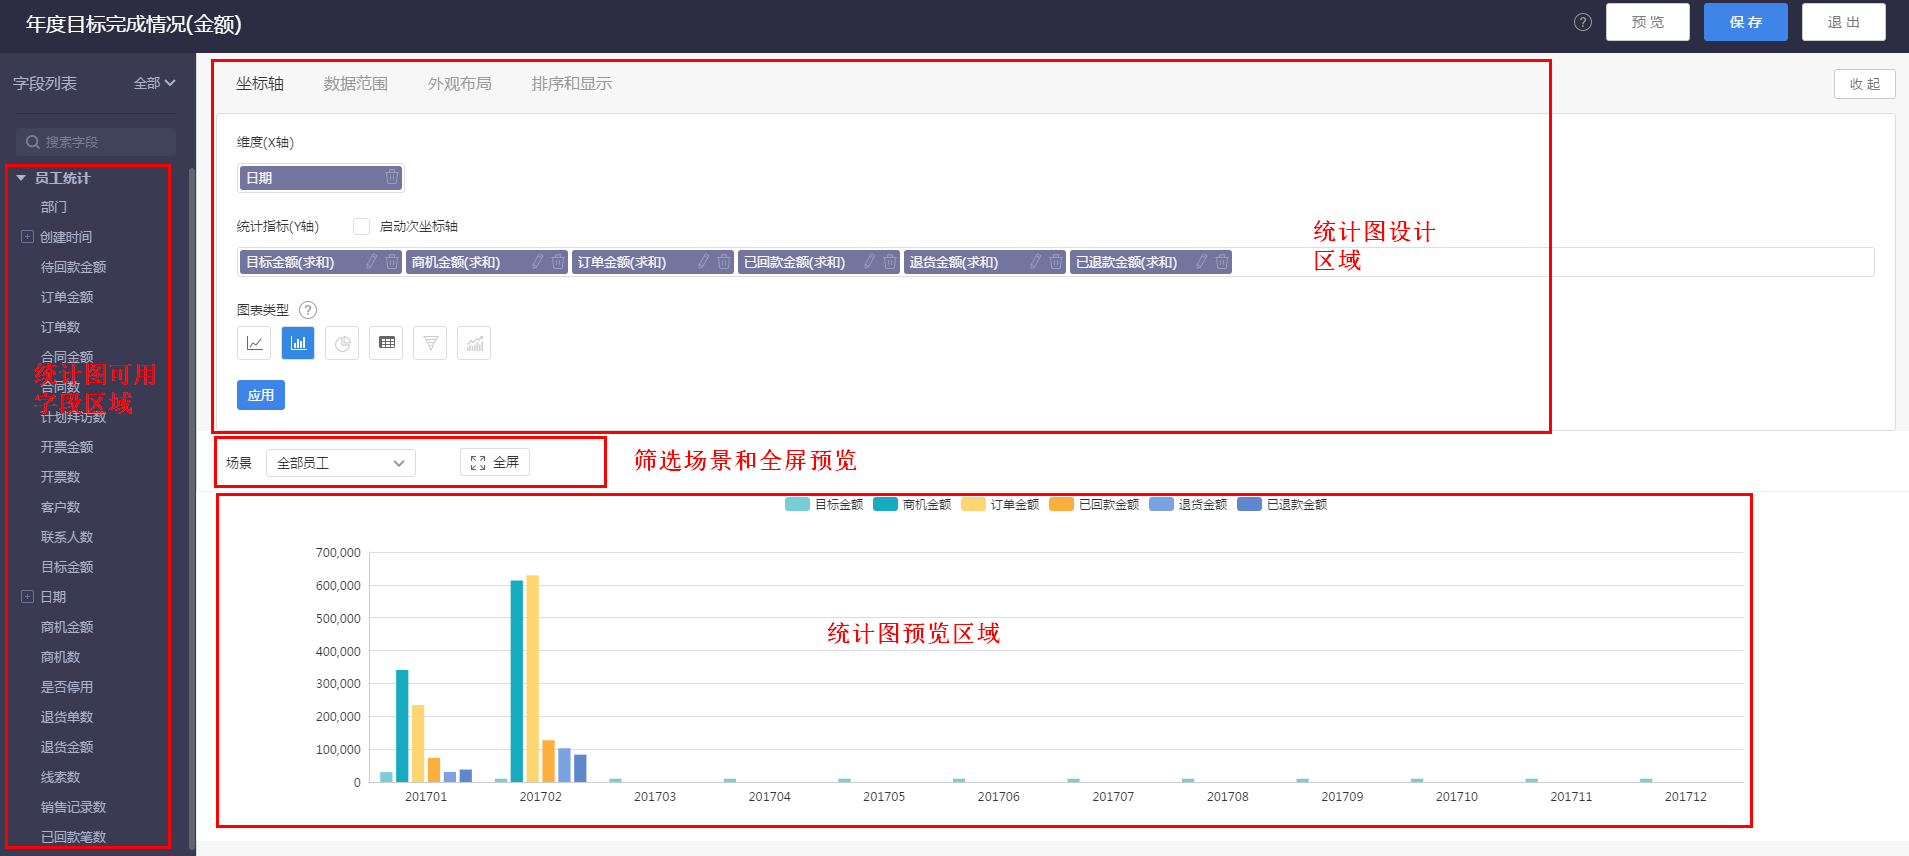 年度目标完成情况(金额)
?
预 览
保 存
退 出
字段列表
全部
搜索字段
员工统计
部门
创建时间
待回款金额
订单金额
订单数
合同金额
合同数
计划拜访数
开票金额
开票数
客户数
联系人数
目标金额
日期
商机金额
商机数
是否停用
退货单数
退货金额
线索数
销售记录数
已回款笔数
统计图可用
字段区域
坐标轴
数据范围
外观布局
排序和显示
收 起
维度(X轴)
日期
统计指标(Y轴)
启动次坐标轴
目标金额(求和)
商机金额(求和)
订单金额(求和)
已回款金额(求和)
退货金额(求和)
已退款金额(求和)
统计图设计
区域
图表类型
?
应用
场景
全部员工
全屏
筛选场景和全屏预览
目标金额
商机金额
订单金额
已回款金额
退货金额
已退款金额
统计图预览区域
700,000
600,000
500,000
400,000
300,000
200,000
100,000
0
201701
201702
201703
201704
201705
201706
201707
201708
201709
201710
201711
201712